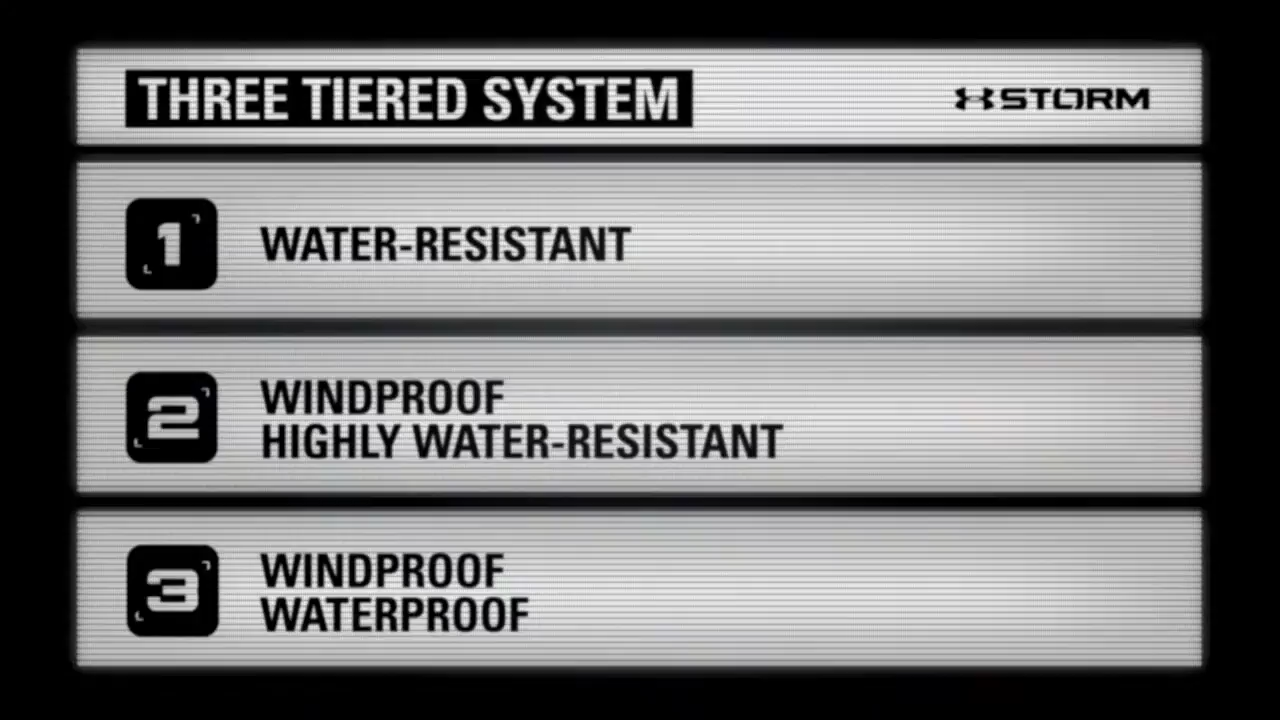 THREE TIERED SYSTEM
STORM
1
WATER-RESISTANT
2
WINDPROOF
HIGHLY WATER-RESISTANT
3
WINDPROOF
WATERPROOF